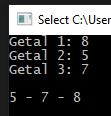 Select C:\User
Getal 1: 8
Getal 2: 5
Getal 3: 7
5 - 7 - 8